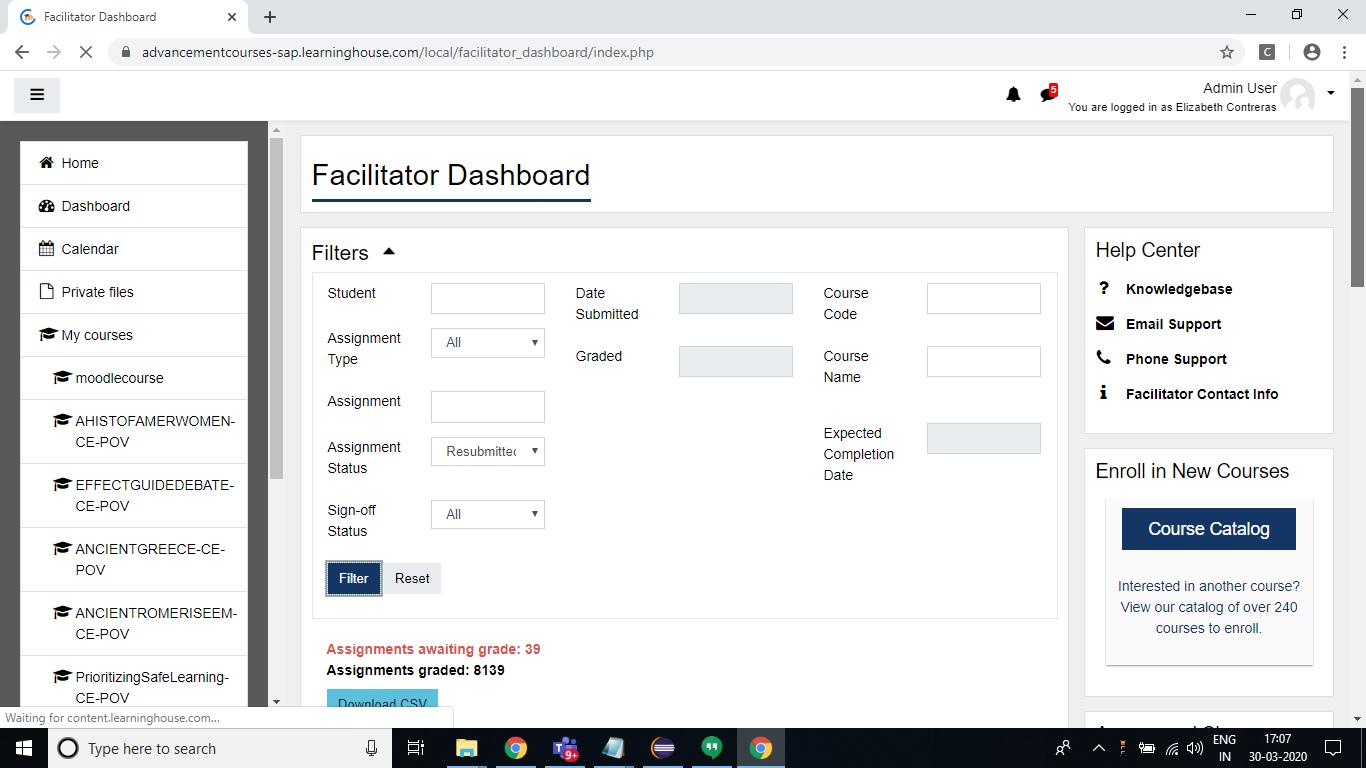 Facilitator Dashboard
advancementcourses-sap.learninghouse.com/local/facilitator_dashboard/index.php
C
5
Admin User
You are logged in as Elizabeth Contreras
Home
Dashboard
Calendar
Private files
My courses
moodlecourse
AHISTOFAMERWOMEN-
CE-POV
EFFECTGUIDEDEBATE-
CE-POV
ANCIENTGREECE-CE-
POV
ANCIENTROMERISEEM-
CE-POV
PrioritizingSafeLearning-
CE-POV
Facilitator Dashboard
Filters
Student
Assignment
Type
All
Assignment
Assignment
Status
Resubmitted
Sign-off
Status
All
Date
Submitted
Graded
Course
Code
Course
Name
Expected
Completion
Date
Filter
Reset
Assignments awaiting grade: 39
Assignments graded: 8139
Download CSV
Help Center
Knowledgebase
Email Support
Phone Support
Facilitator Contact Info
Enroll in New Courses
Course Catalog
Interested in another course?
View our catalog of over 240
courses to enroll.
Waiting for content.learninghouse.com...
Type here to search
9+
ENG
IN
17:07
30-03-2020